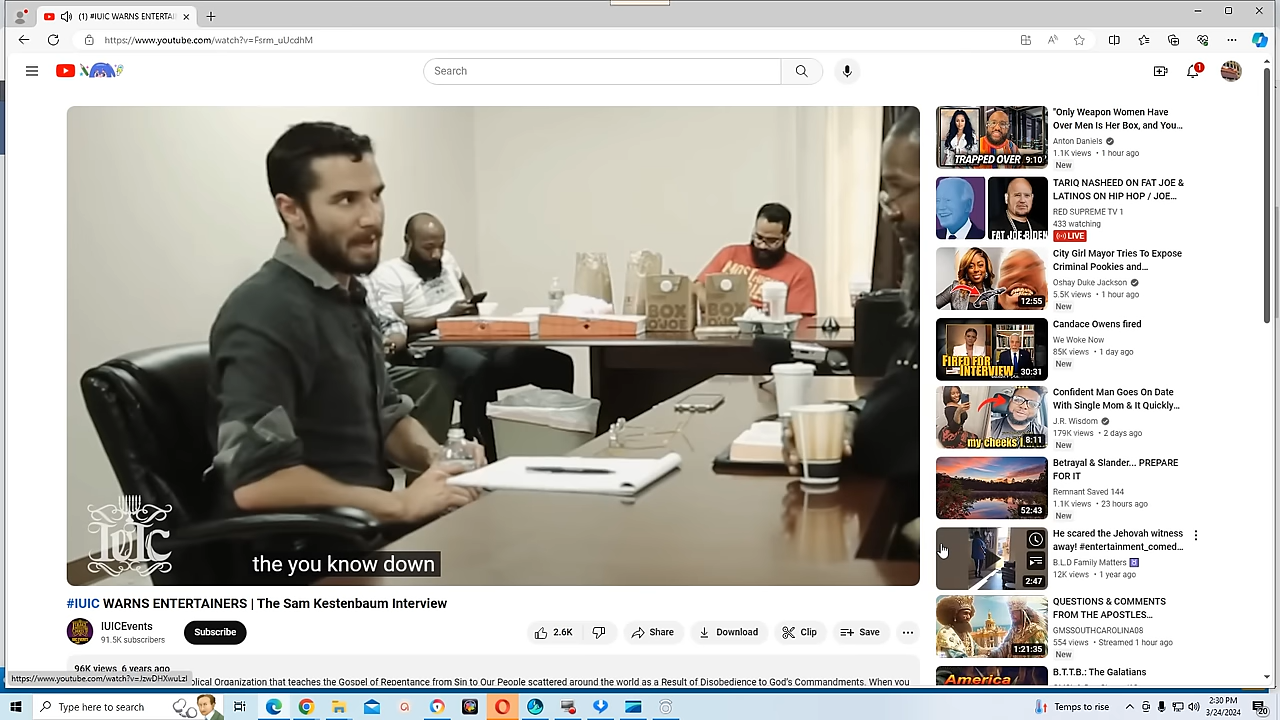 (1) #IUIC WARNS ENTERTAI
https://www.youtube.com/watch?v=Fsrm_uUcdhM
Search
BOX
O'JOE
IUIC
the you know down
#IUIC WARNS ENTERTAINERS | The Sam Kestenbaum Interview
IUICEvents
91.5K subscribers
Subscribe
2.6K
Share
Download
Clip
Save
96K views 6 years ago
https://www.youtube.com/watch?v=JzwDHXwuLzI
olical Organization that teaches the Gospel of Repentance from Sin to Our People scattered around the world as a Result of Disobedience to God's Commandments. When you
TRAPPED OVER
9:10
"Only Weapon Women Have
Over Men Is Her Box, and You…
Anton Daniels
1.1K views • 1 hour ago
New
FAT JOE-BIDEN
TARIQ NASHEED ON FAT JOE &
LATINOS ON HIP HOP / JOE…
RED SUPREME TV 1
433 watching
LIVE
12:55
City Girl Mayor Tries To Expose
Criminal Pookies and…
Oshay Duke Jackson
5.5K views • 1 hour ago
New
FIRED FOR
INTERVIEW
30:31
Candace Owens fired
We Woke Now
85K views • 1 day ago
New
my cheeks
8:11
Confident Man Goes On Date
With Single Mom & It Quickly…
J.R. Wisdom
179K views • 2 days ago
New
52:43
Betrayal & Slander... PREPARE
FOR IT
Remnant Saved 144
1.1K views • 23 hours ago
New
2:47
He scared the Jehovah witness
away! #entertainment_comed…
B.L.D Family Matters
12K views • 1 year ago
1:21:35
QUESTIONS & COMMENTS
FROM THE APOSTLES…
GMSSOUTHCAROLINA08
554 views • Streamed 1 hour ago
New
America
B.T.T.B.: The Galatians
Type here to search
Temps to rise
2:30 PM
3/24/2024
20